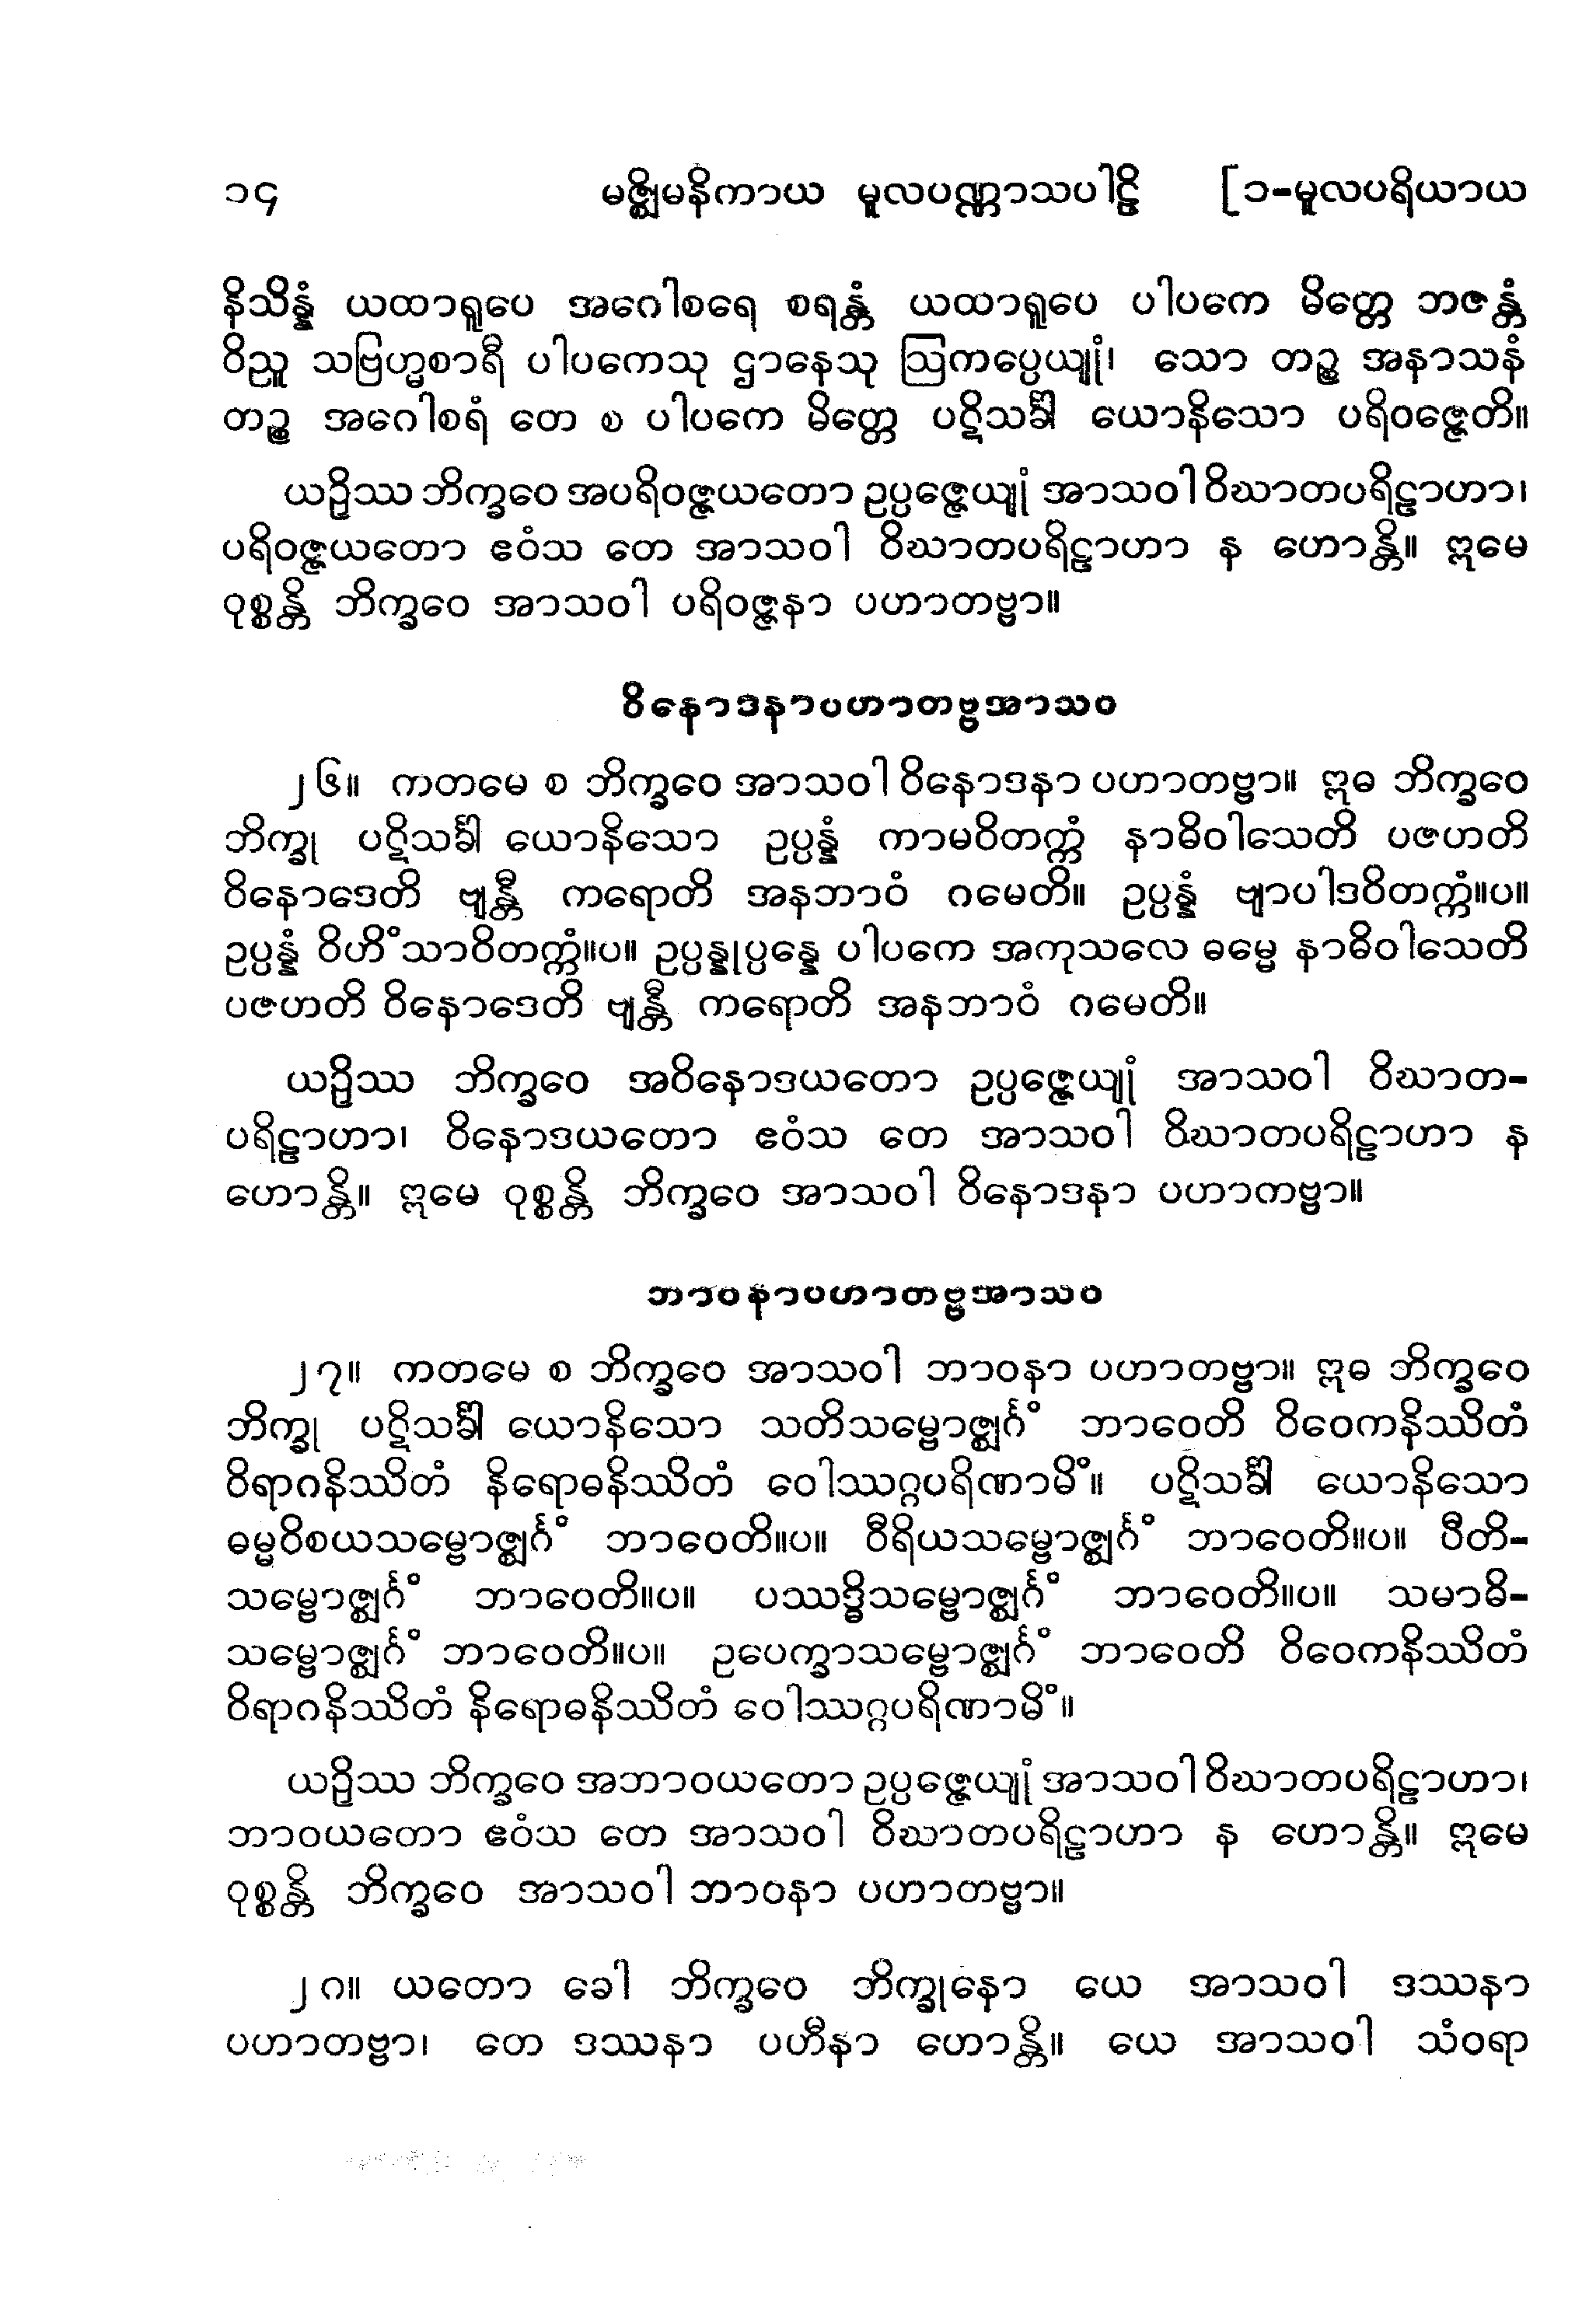 ၁၄ မဇ္ဈိမနိကာယ မူလပဏ္ဏာသပါဠိ [၁-မူလပရိယာယ
နိသိန္နံ ယထာရူပေ အဂေါစရေ စရန္တံ ယထာရူပေ ပါပကေ မိတ္တေ ဘဇန္တံ
ဝိညူ သဗြဟ္မစာရီ ပါပကေသု ဌာနေသု ဩကပ္ပေယျုံ၊ သော တဉ္စ အနာသနံ
တဉ္စ အဂေါစရံ တေ စ ပါပကေ မိတ္တေ ပဋိသင်္ခါ ယောနိသော ပရိဝဇ္ဇေတိ။
ယဉှိဿ ဘိက္ခဝေ အပရိဝဇ္ဇယတော ဥပ္ပဇ္ဇေယျုံ အာသဝါ ဝိဃာတပရိဠာဟာ၊
ပရိဝဇ္ဇယတော ဧဝံသ တေ အာသဝါ ဝိဃာတပရိဠာဟာ န ဟောန္တိ။ ဣမေ
ဝုစ္စန္တိ ဘိက္ခဝေ အာသဝါ ပရိဝဇ္ဇနာ ပဟာတဗ္ဗာ။
ဝိနောဒနာပဟာတဗ္ဗအာသဝ
၂၆။ ကတမေ စ ဘိက္ခဝေ အာသဝါ ဝိနောဒနာ ပဟာတဗ္ဗာ။ ဣဓ ဘိက္ခဝေ
ဘိက္ခု ပဋိသင်္ခါ ယောနိသော ဥပ္ပန္နံ ကာမဝိတက္ကံ နာဓိဝါသေတိ ပဇဟတိ
ဝိနောဒေတိ ဗျန္တီ ကရောတိ အနဘာဝံ ဂမေတိ။ ဥပ္ပန္နံ ဗျာပါဒဝိတက္ကံ။ပ။
ဥပ္ပန္နံ ဝိဟိံသာဝိတက္ကံ။ပ။ ဥပ္ပန္နုပ္ပန္နေ ပါပကေ အကုသလေ ဓမ္မေ နာဓိဝါသေတိ
ပဇဟတိ ဝိနောဒေတိ ဗျန္တီ ကရောတိ အနဘာဝံ ဂမေတိ။
ယဉှိဿ ဘိက္ခဝေ အဝိနောဒယတော ဥပ္ပဇ္ဇေယျုံ အာသဝါ ဝိဃာတ-
ပရိဠာဟာ၊ ဝိနောဒယတော ဧဝံသ တေ အာသဝါ ဝိဃာတပရိဠာဟာ န
ဟောန္တိ။ ဣမေ ဝုစ္စန္တိ ဘိက္ခဝေ အာသဝါ ဝိနောဒနာ ပဟာကဗ္ဗာ။
ဘာဝနာပဟာတဗ္ဗအာသဝ
၂၇။ ကတမေ စ ဘိက္ခဝေ အာသဝါ ဘာဝနာ ပဟာတဗ္ဗာ။ ဣဓ ဘိက္ခဝေ
ဘိက္ခု ပဋိသင်္ခါ ယောနိသော သတိသမ္ဗောဇ္ဈင်္ဂံ ဘာဝေတိ ဝိဝေကနိဿိတံ
ဝိရာဂနိဿိတံ နိရောဓနိဿိတံ ဝေါဿဂ္ဂပရိဏာမိံ။ ပဋိသင်္ခါ ယောနိသော
ဓမ္မဝိစယသမ္ဗောဇ္ဈင်္ဂံ ဘာဝေတိ။ပ။ ဝီရိယသမ္ဗောဇ္ဈင်္ဂံ ဘာဝေတိ။ပ။ ပီတိ-
သမ္ဗောဇ္ဈင်္ဂံ ဘာဝေတိ။ပ။ ပဿဒ္ဓိသမ္ဗောဇ္ဈင်္ဂံ ဘာဝေတိ။ပ။ သမာဓိ-
သမ္ဗောဇ္ဈင်္ဂံ ဘာဝေတိ။ပ။ ဥပေက္ခာသမ္ဗောဇ္ဈင်္ဂံ ဘာဝေတိ ဝိဝေကနိဿိတံ
ဝိရာဂနိဿိတံ နိရောဓနိဿိတံ ဝေါဿဂ္ဂပရိဏာမိံ။
ယဉှိဿ ဘိက္ခဝေ အဘာဝယတော ဥပ္ပဇ္ဇေယျုံ အာသဝါ ဝိဃာတပရိဠာဟာ၊
ဘာဝယတော ဧဝံသ တေ အာသဝါ ဝိဃာတပရိဠာဟာ န ဟောန္တိ။ ဣမေ
ဝုစ္စန္တိ ဘိက္ခဝေ အာသဝါ ဘာဝနာ ပဟာတဗ္ဗာ။
၂၈။ ယတော ခေါ ဘိက္ခဝေ ဘိက္ခုနော ယေ အာသဝါ ဒဿနာ
ပဟာတဗ္ဗာ၊ တေ ဒဿနာ ပဟီနာ ဟောန္တိ။ ယေ အာသဝါ သံဝရာ